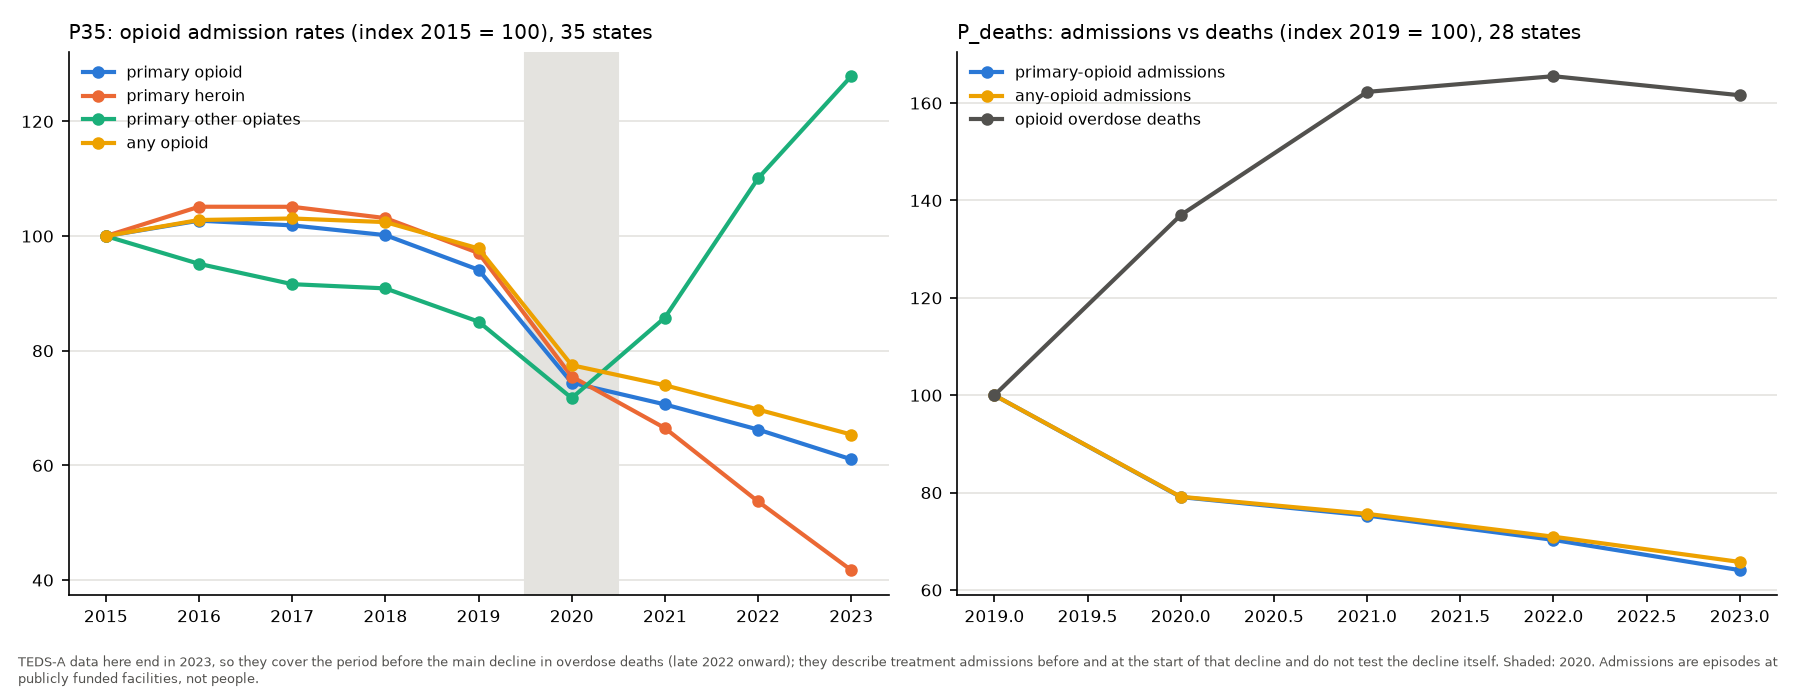 P35: opioid admission rates (index 2015 = 100), 35 states
primary opioid
primary heroin
primary other opiates
any opioid
120
100
80
60
40
2015 2016 2017 2018 2019 2020 2021 2022 2023
P_deaths: admissions vs deaths (index 2019 = 100), 28 states
primary-opioid admissions
any-opioid admissions
opioid overdose deaths
160
140
120
100
80
60
2019.0 2019.5 2020.0 2020.5 2021.0 2021.5 2022.0 2022.5 2023.0
TEDS-A data here end in 2023, so they cover the period before the main decline in overdose deaths (late 2022 onward); they describe treatment admissions before and at the start of that decline and do not test the decline itself. Shaded: 2020. Admissions are episodes at
publicly funded facilities, not people.